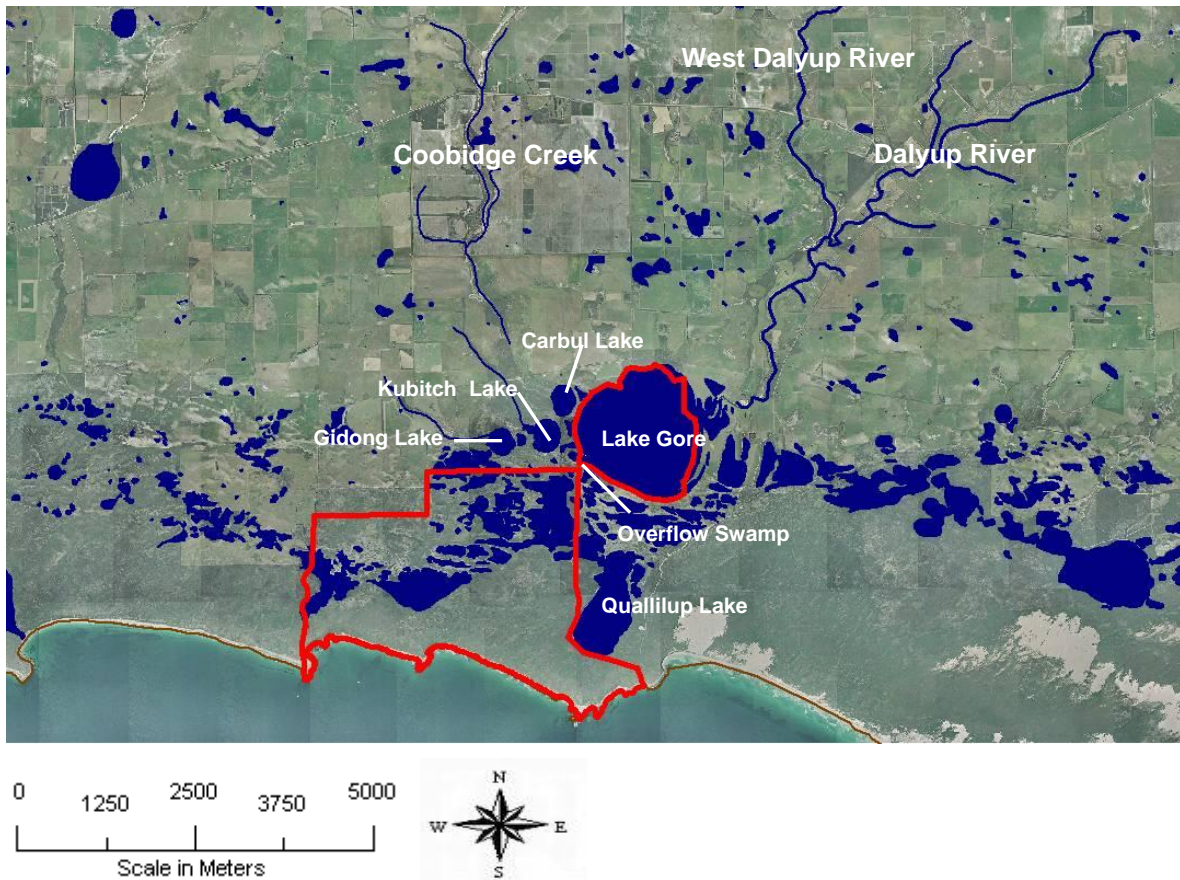 West Dalyup River
Coobidge Creek
Dalyup River
Carbul Lake
Kubitch Lake
Gidong Lake
Lake Gore
Overflow Swamp
Quallilup Lake
0 1250 2500 3750 5000
Scale in Meters
N
W E
S